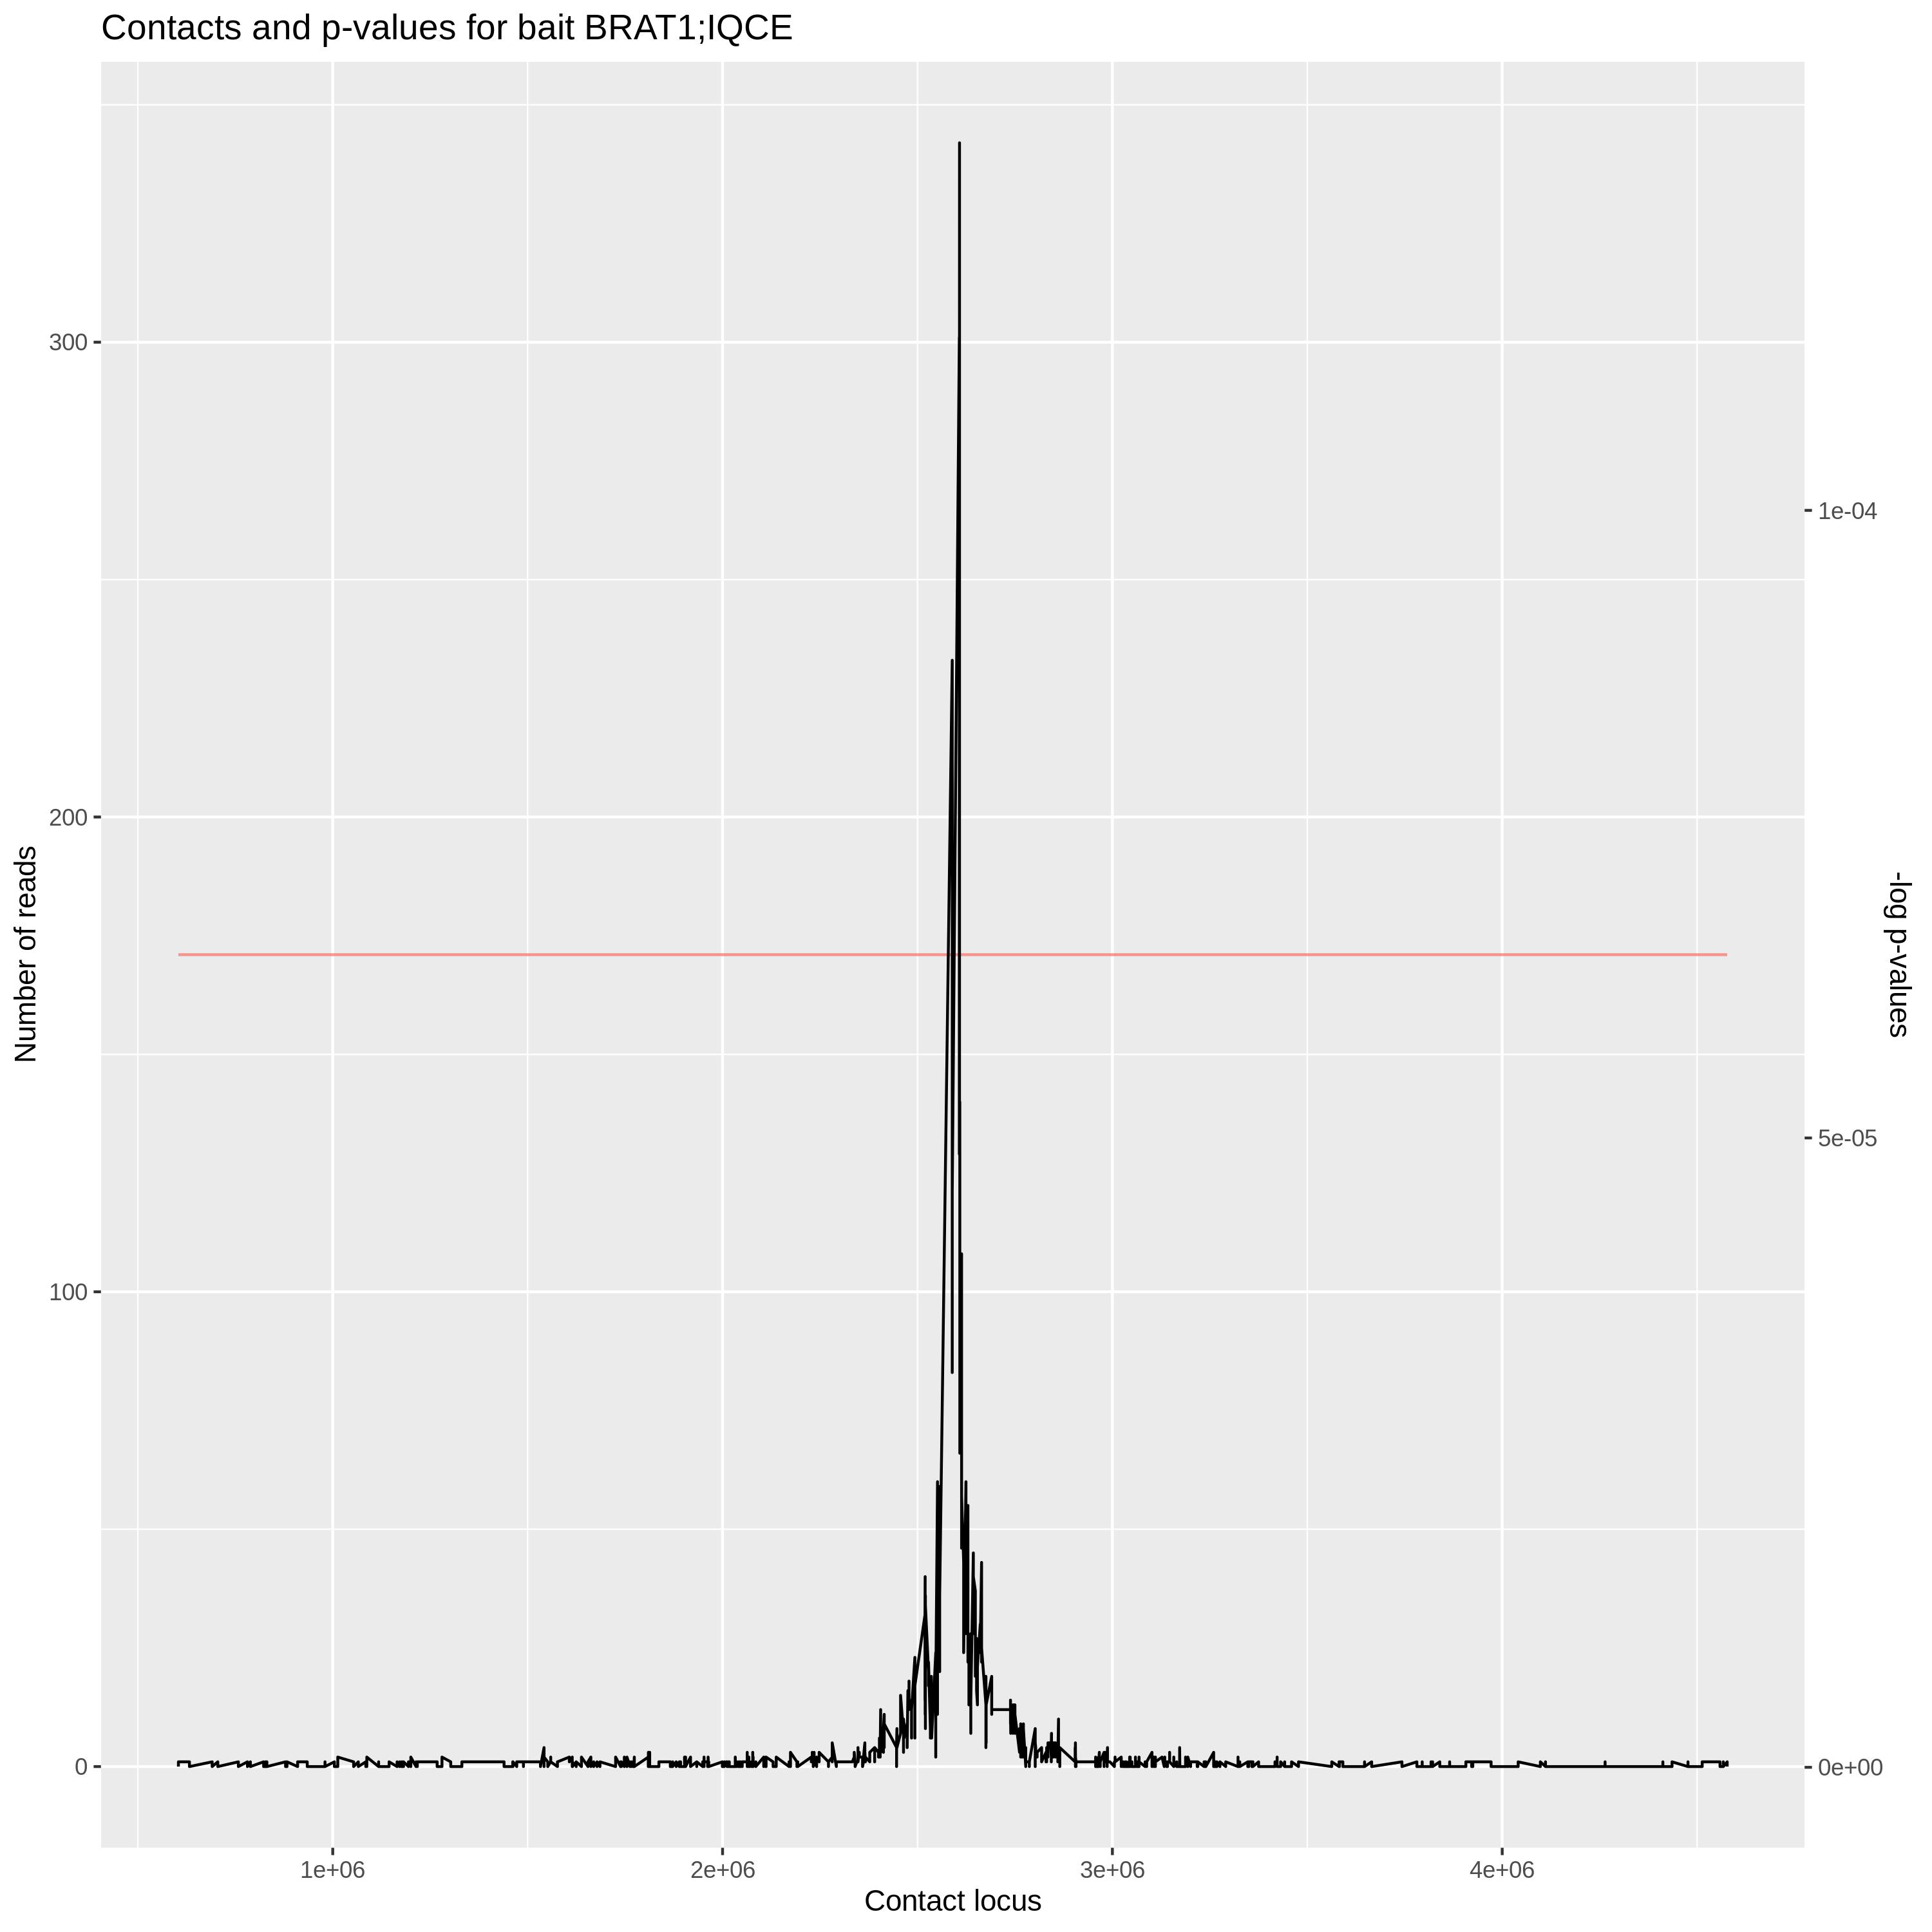 Contacts and p-values for bait BRAT1;IQCE
300
200
100
0
Number of reads
1e-04
5e-05
0e+00
-log p-values
1e+06
2e+06
3e+06
4e+06
Contact locus